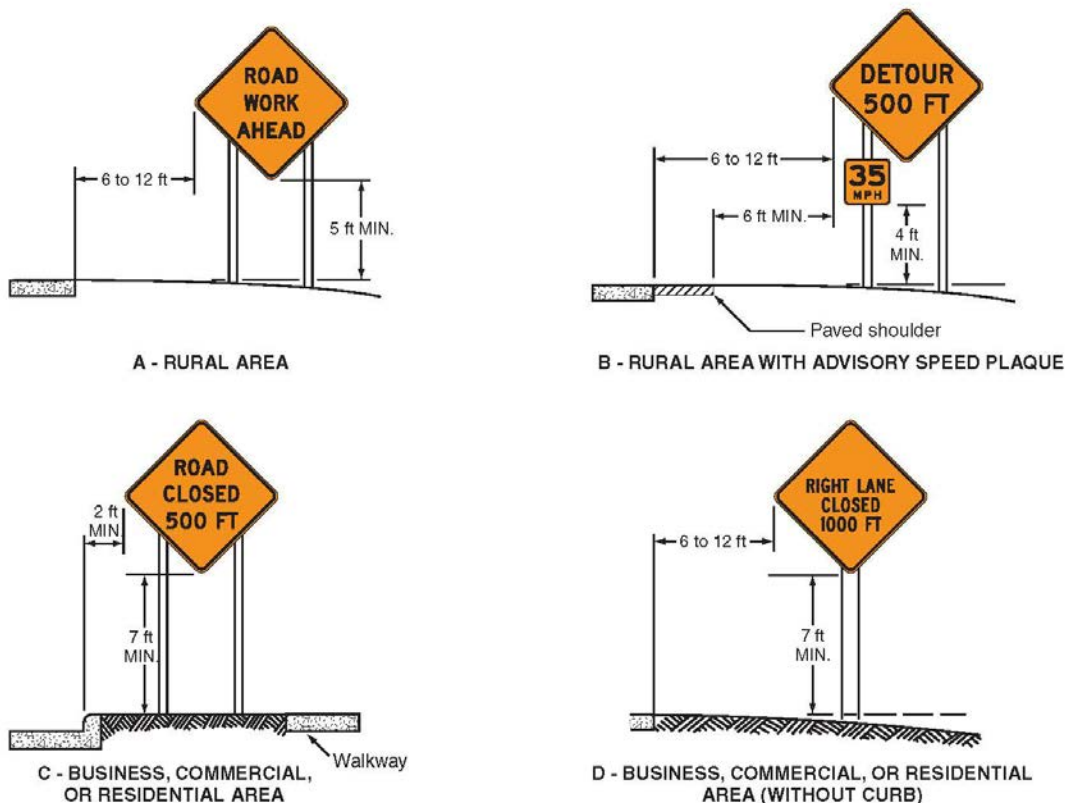 ROAD
WORK
AHEAD
6 to 12 ft
5 ft MIN.
A - RURAL AREA
DETOUR
500 FT
6 to 12 ft
35
MPH
6 ft MIN.
4 ft
MIN.
Paved shoulder
B - RURAL AREA WITH ADVISORY SPEED PLAQUE
ROAD
CLOSED
500 FT
2 ft
MIN.
7 ft
MIN.
Walkway
C - BUSINESS, COMMERCIAL,
OR RESIDENTIAL AREA
RIGHT LANE
CLOSED
1000 FT
6 to 12 ft
7 ft
MIN.
D - BUSINESS, COMMERCIAL, OR RESIDENTIAL
AREA (WITHOUT CURB)